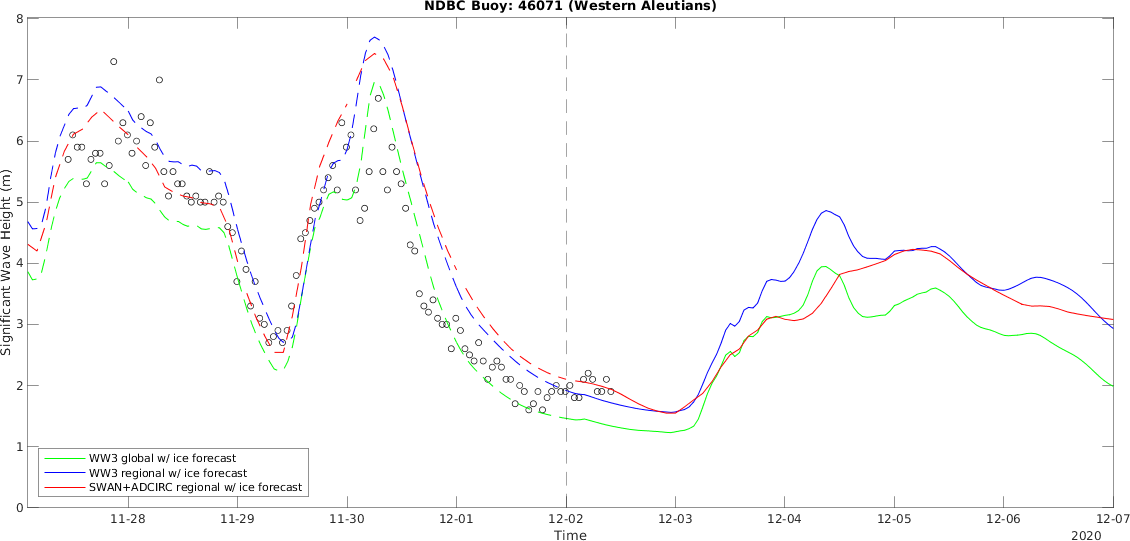 NDBC Buoy: 46071 (Western Aleutians)
8
7
6
5
4
3
2
1
0
Significant Wave Height (m)
WW3 global w/ ice forecast
WW3 regional w/ ice forecast
SWAN+ADCIRC regional w/ ice forecast
11-28 11-29 11-30 12-01 12-02 12-03 12-04 12-05 12-06 12-07
Time
2020